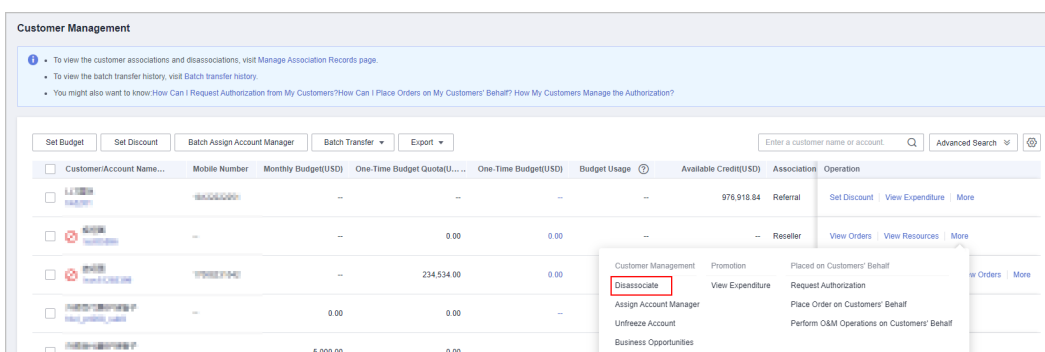 Customer Management
To view the customer associations and disassociations, visit Manage Association Records page.
To view the batch transfer history, visit Batch transfer history.
You might also want to know:How Can I Request Authorization from My Customers?How Can I Place Orders on My Customers' Behalf? How My Customers Manage the Authorization?
Set Budget Set Discount Batch Assign Account Manager Batch Transfer Export Enter a customer name or account. Advanced Search
Customer/Account Name... Mobile Number Monthly Budget(USD) One-Time Budget Quota(U... .. One-Time Budget(USD) Budget Usage ? Available Credit(USD) Association Operation
-- -- -- -- 976,918.84 Referral Set Discount View Expenditure More
-- -- 0.00 0.00 -- -- Reseller View Orders View Resources More
Customer Management Promotion Placed on Customers' Behalf
-- 234,534.00 0.00 Disassociate View Expenditure Request Authorization w Orders More
Assign Account Manager Place Order on Customers' Behalf
-- 0.00 0.00 -- Unfreeze Account Perform O&M Operations on Customers' Behalf
Business Opportunities
5,000.00 0.00